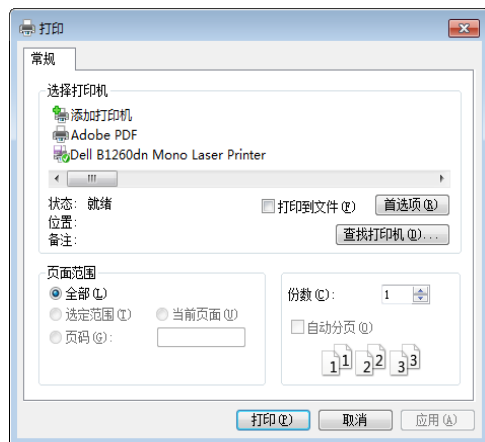 打印
常规
选择打印机
添加打印机
Adobe PDF
Dell B1260dn Mono Laser Printer
状态: 就绪
打印到文件(F)
首选项(R)
位置:
备注:
查找打印机(D)...
页面范围
全部(L)
选定范围(T)
当前页面(U)
页码(G):
份数(C): 1
自动分页(O)
1 1 2 2 3 3
打印(P)
取消
应用(A)